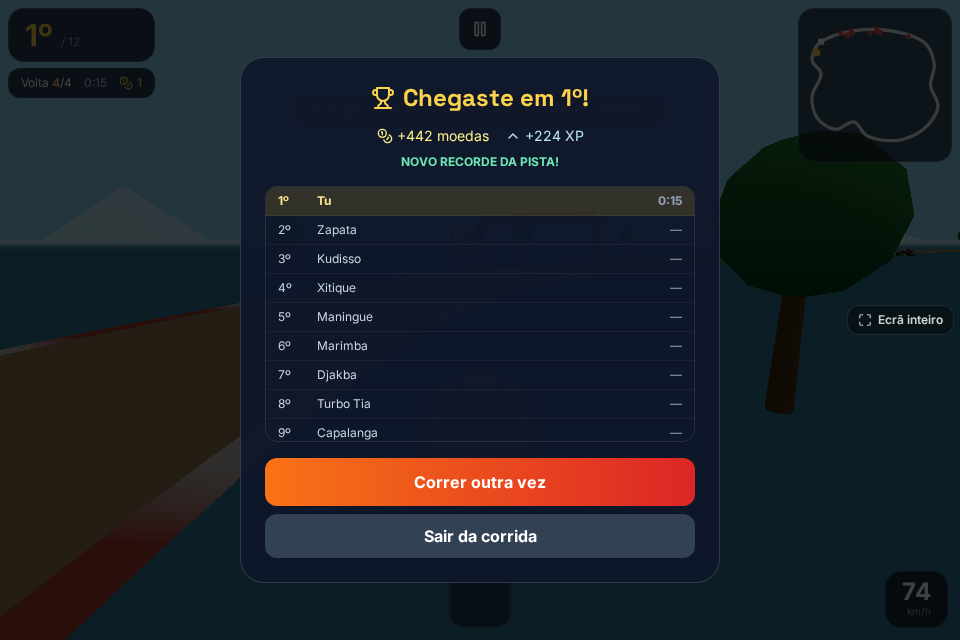 1º / 12
Volta 4/4 0:15 1
Chegaste em 1º!
+442 moedas +224 XP
NOVO RECORDE DA PISTA!
1º Tu 0:15
2º Zapata —
3º Kudisso —
4º Xitique —
5º Maningue —
6º Marimba —
7º Djakba —
8º Turbo Tia —
9º Capalanga —
Ecrã inteiro
Correr outra vez
Sair da corrida
74
km/h